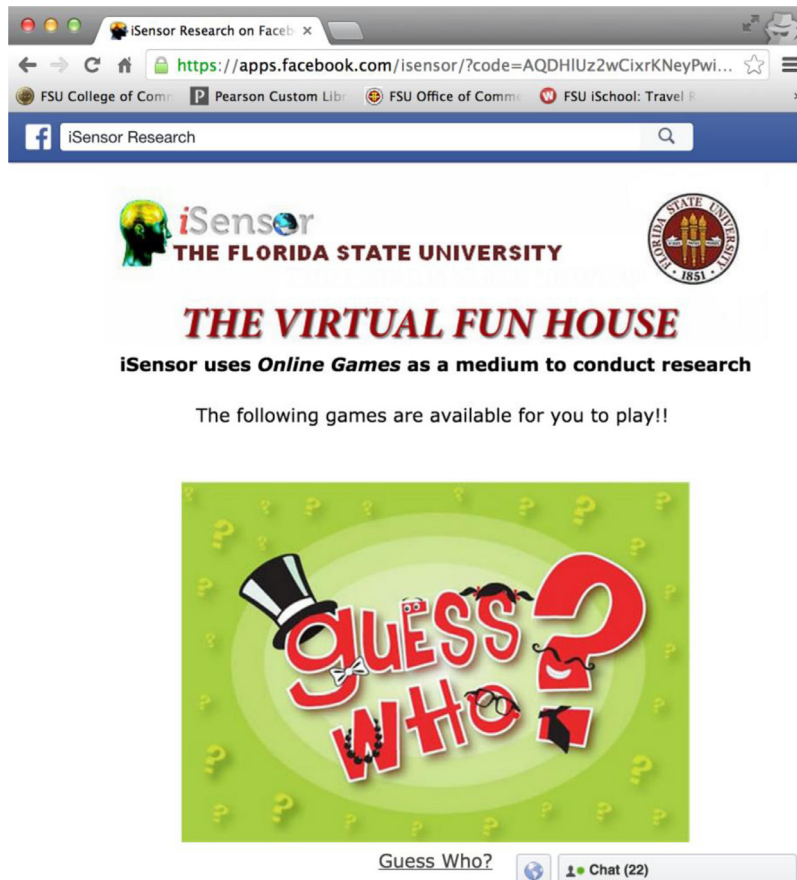 iSensor Research on Faceb
https://apps.facebook.com/isensor/?code=AQDHIUz2wCixrKNeyPwi...
FSU College of Comm
Pearson Custom Libr
FSU Office of Comme
FSU iSchool: Travel R
iSensor Research
iSensor
THE FLORIDA STATE UNIVERSITY
FLORIDA STATE UNIVERSITY
1851
THE VIRTUAL FUN HOUSE
iSensor uses Online Games as a medium to conduct research
The following games are available for you to play!!
guess
who?
Guess Who?
Chat (22)